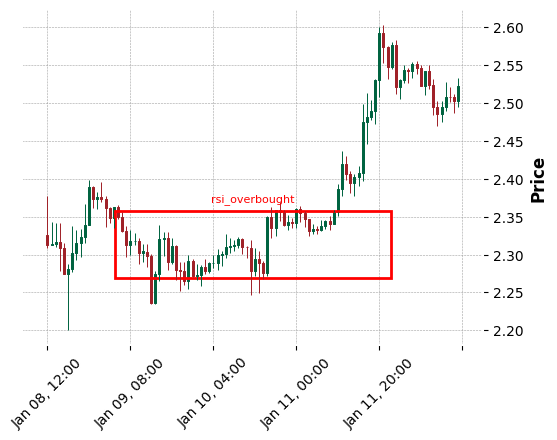 2.60
2.55
2.50
2.45
2.40
rsi_overbought
2.35
2.30
2.25
2.20
Price
Jan 08, 12:00
Jan 09, 08:00
Jan 10, 04:00
Jan 11, 00:00
Jan 11, 20:00